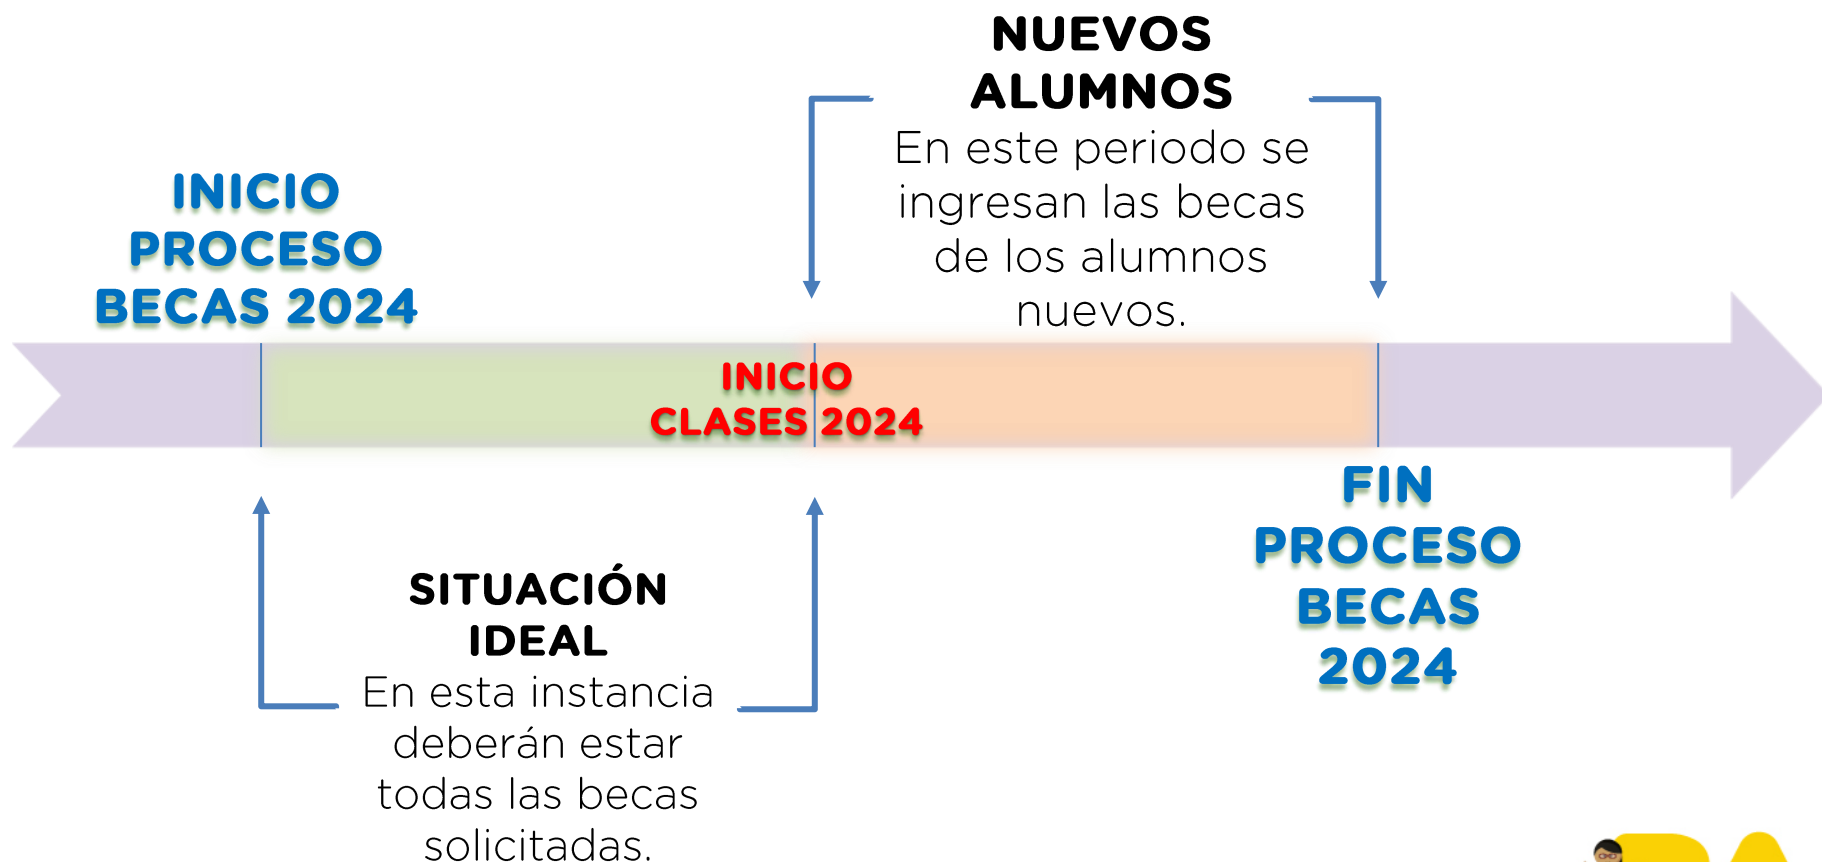 NUEVOS
ALUMNOS
En este periodo se
ingresan las becas
de los alumnos
nuevos.
INICIO
PROCESO
BECAS 2024
INICIO
CLASES 2024
FIN
PROCESO
BECAS
2024
SITUACIÓN
IDEAL
En esta instancia
deberán estar
todas las becas
solicitadas.